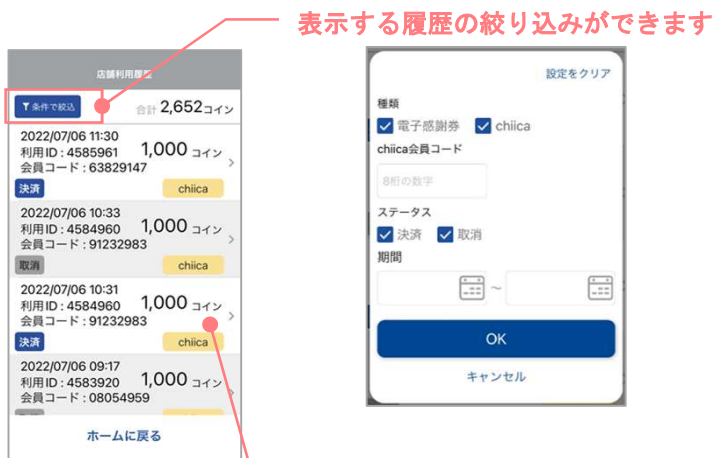 表示する履歴の絞り込みができます
店舗利用履歴
条件で絞込
合計 2,652コイン
2022/07/06 11:30
利用ID : 4585961 1,000 コイン
会員コード : 63829147
決済 chiica
2022/07/06 10:33
利用ID : 4584960 1,000 コイン
会員コード : 91232983
取消 chiica
2022/07/06 10:31
利用ID : 4584960 1,000 コイン
会員コード : 91232983
決済 chiica
2022/07/06 09:17
利用ID : 4583920 1,000 コイン
会員コード : 08054959
ホームに戻る
設定をクリア
種類
電子感謝券 chiica
chiica会員コード
8桁の数字
ステータス
決済 取消
期間
～
OK
キャンセル